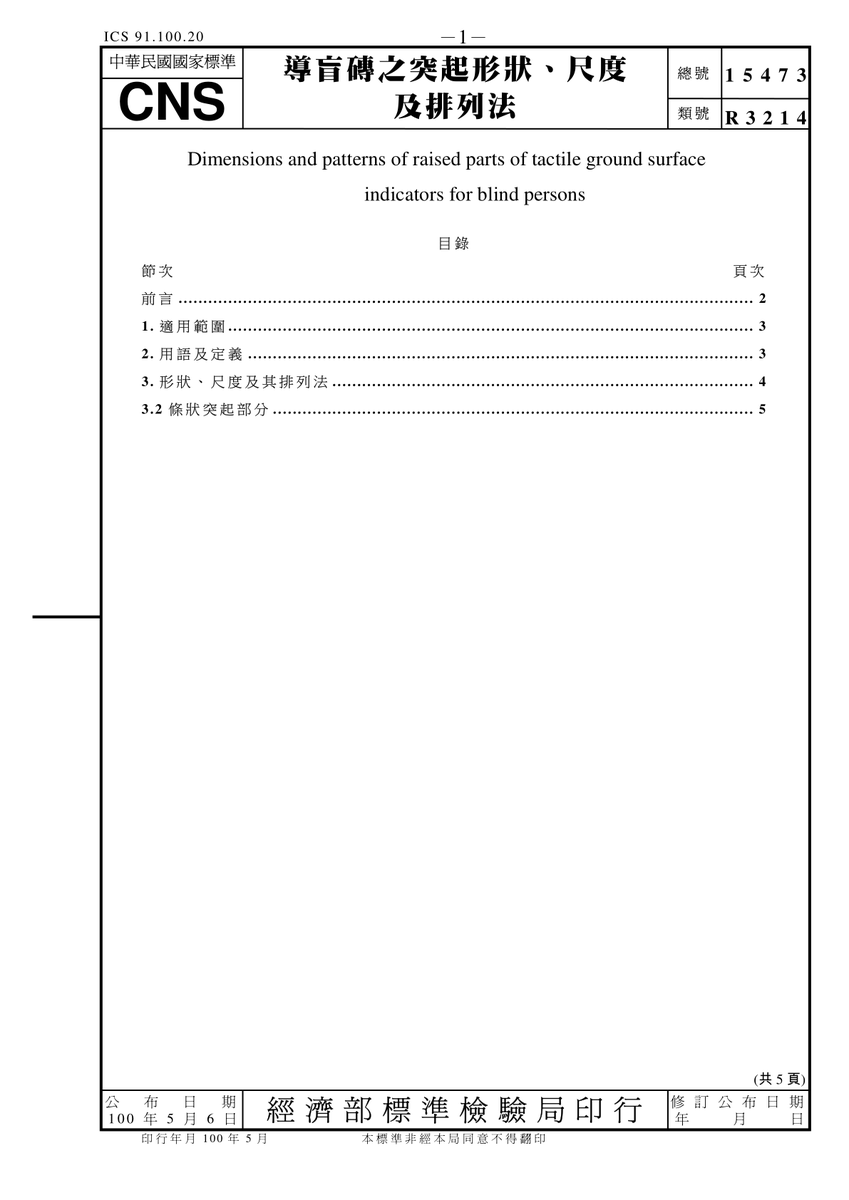 ICS 91.100.20
—1—
中華民國國家標準
CNS
導盲磚之突起形狀、尺度
及排列法
總號 15473
類號 R3214
Dimensions and patterns of raised parts of tactile ground surface
indicators for blind persons
目錄
節次 頁次
前言 .......... 2
1. 適用範圍 .......... 3
2. 用語及定義 .......... 3
3. 形狀、尺度及其排列法 .......... 4
3.2 條狀突起部分 .......... 5
(共 5 頁)
公布日期
100 年 5 月 6 日
經濟部標準檢驗局印行
修訂公布日期
年 月 日
印行年月 100 年 5 月 本標準非經本局同意不得翻印